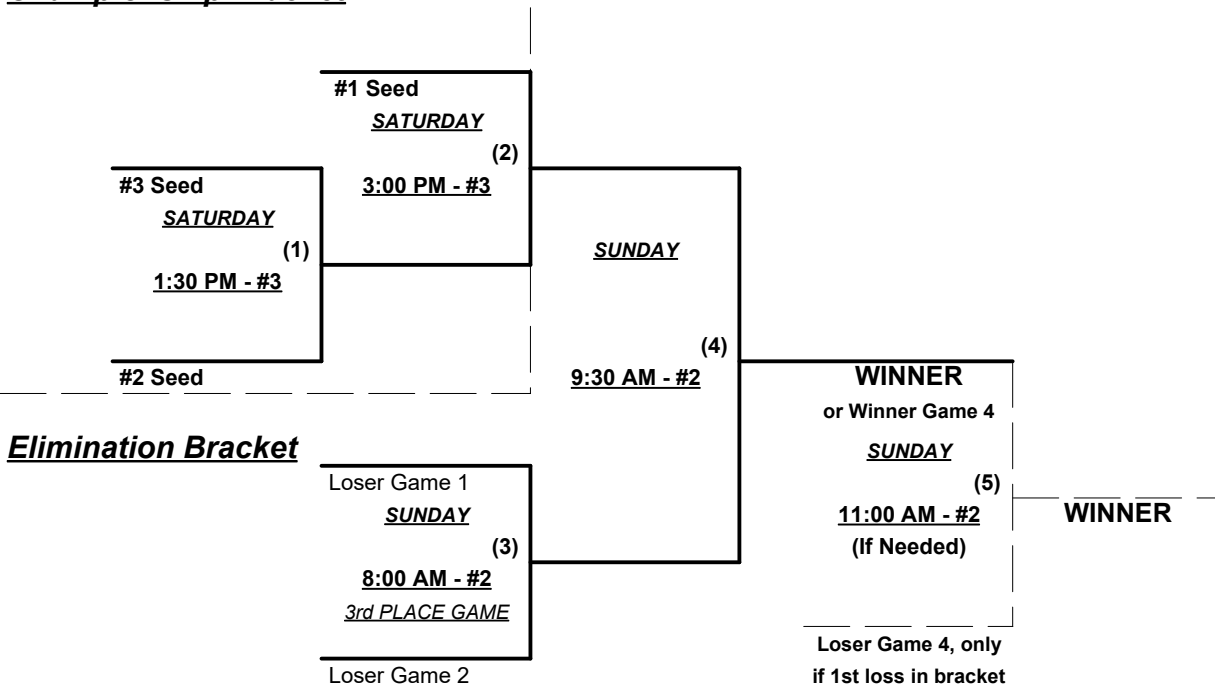 #1 Seed
SATURDAY
(2)
3:00 PM - #3
#3 Seed
SATURDAY
(1)
1:30 PM - #3
#2 Seed
SUNDAY
(4)
9:30 AM - #2
WINNER
or Winner Game 4
SUNDAY
(5)
11:00 AM - #2
(If Needed)
WINNER
Loser Game 4, only
if 1st loss in bracket
Elimination Bracket
Loser Game 1
SUNDAY
(3)
8:00 AM - #2
3rd PLACE GAME
Loser Game 2